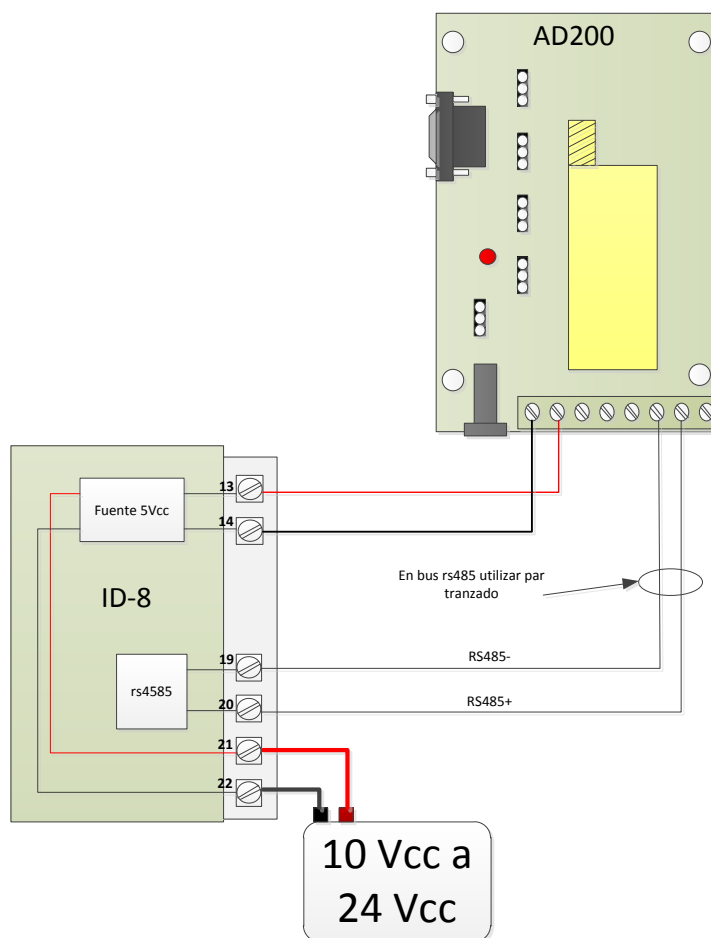 AD200
13
Fuente 5Vcc
14
ID-8
En bus rs485 utilizar par
tranzado
19
RS485-
rs4585
20
RS485+
21
22
10 Vcc a
24 Vcc